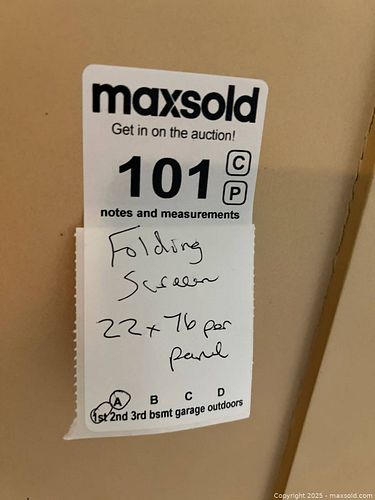 maxsold
Get in on the auction!
101 C
P
notes and measurements
Folding
Screen
22 x 76 per
panel
A B C D
1st 2nd 3rd bsmt garage outdoors
Copyright 2025 - maxsold.com